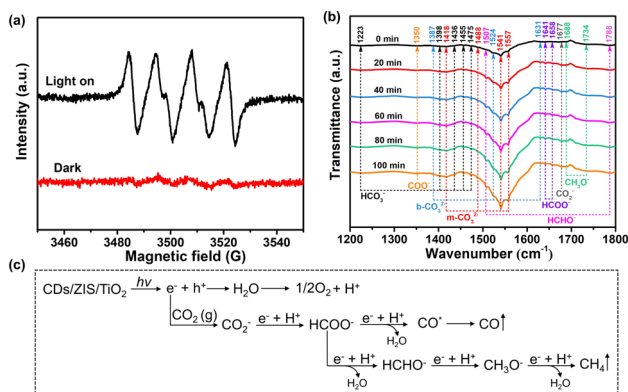 (a)
Intensity (a.u.)
Light on
Dark
3460 3480 3500 3520 3540
Magnetic field (G)
(b)
Transmittance (a.u.)
1223 1350 1387 1398 1418 1436 1455 1475 1488 1507 1524 1541 1557 1631 1641 1658 1677 1688 1734 1788
0 min
20 min
40 min
60 min
80 min
100 min
HCO₃⁻
COO⁻
b-CO₃²⁻
m-CO₃²⁻
HCHO⁻
HCOO⁻
CO₂⁻
CH₃O⁻
1200 1300 1400 1500 1600 1700 1800
Wavenumber (cm⁻¹)
(c)
CDs/ZIS/TiO₂ hv e⁻ + h⁺ → H₂O → 1/2O₂ + H⁺
CO₂ (g) CO₂⁻ e⁻ + H⁺ HCOO⁻ e⁻ + H⁺ CO* → CO↑
H₂O
e⁻ + H⁺ HCHO⁻ e⁻ + H⁺ CH₃O⁻ e⁻ + H⁺ CH₄↑
H₂O H₂O